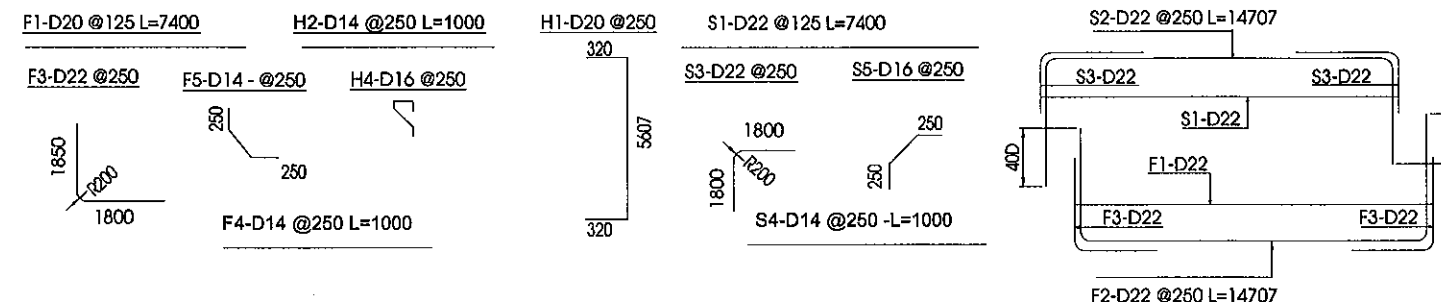 F1-D20 @125 L=7400
H2-D14 @250 L=1000
H1-D20 @250
S1-D22 @125 L=7400
S2-D22 @250 L=14707
F3-D22 @250
F5-D14 - @250
H4-D16 @250
320
S3-D22 @250
S5-D16 @250
S3-D22
S3-D22
S1-D22
1850
R200
1800
250
250
5607
320
1800
R200
1800
250
250
40D
F1-D22
F3-D22
F3-D22
F4-D14 @250 L=1000
S4-D14 @250 -L=1000
F2-D22 @250 L=14707